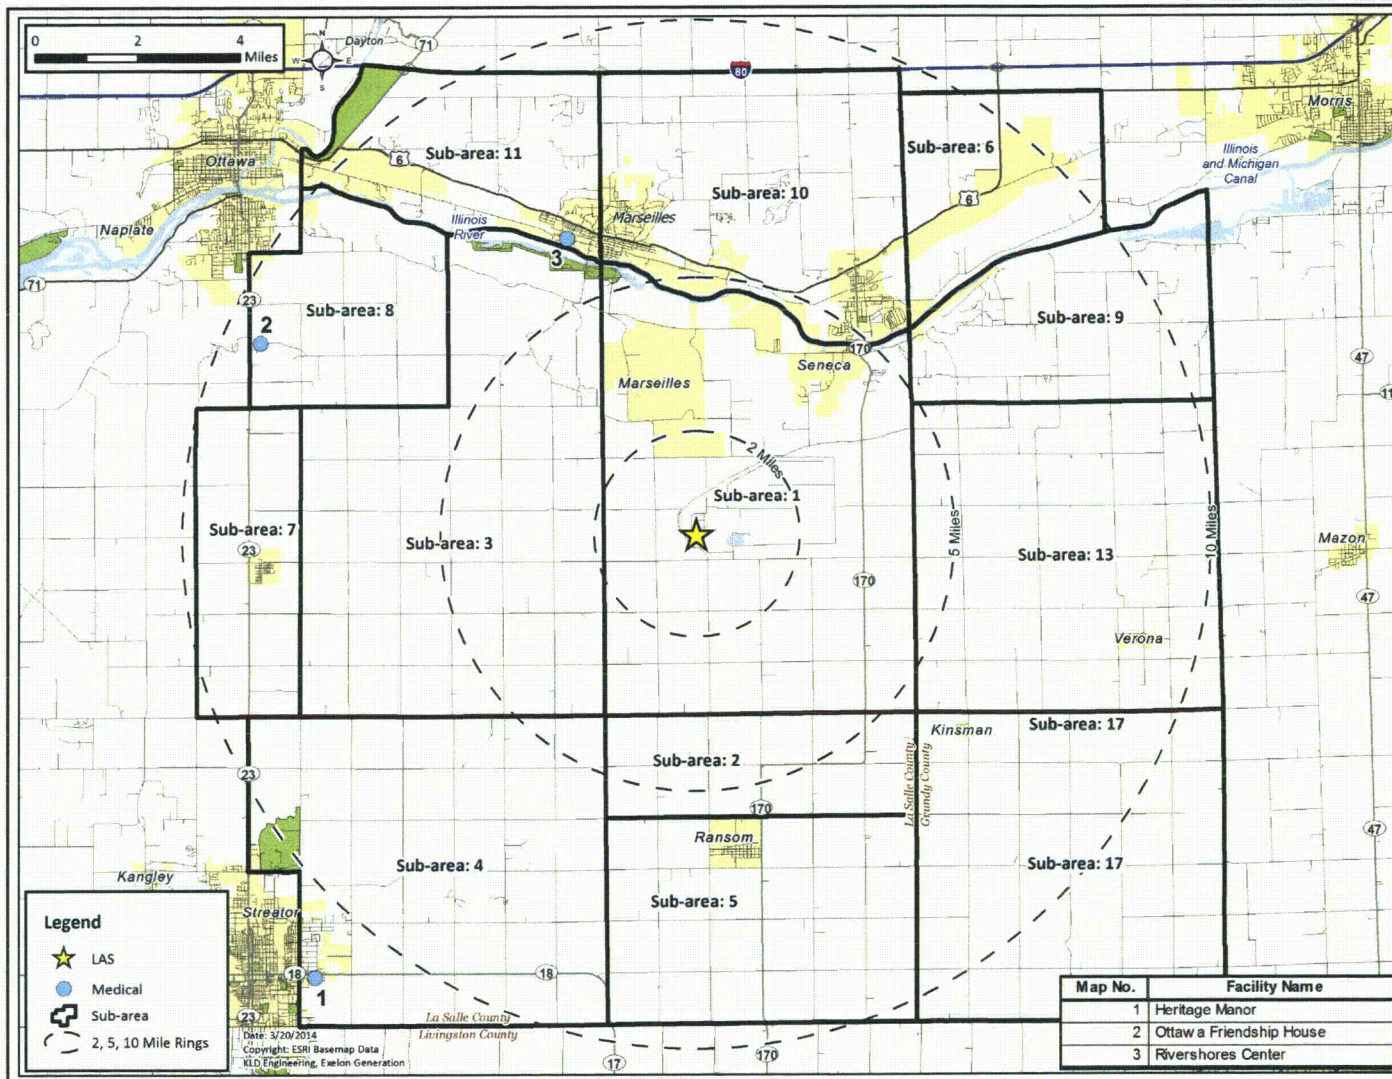 0 2 4 Miles
N
W E
S
Dayton
71
80
Morris
Sub-area: 11
6
Sub-area: 6
Ottawa
Illinois and Michigan Canal
Sub-area: 10
6
Illinois River
Marseilles
Naplate
3
71
23
Sub-area: 8
2
Sub-area: 9
170
47
Seneca
Marseilles
11
2 Miles
Sub-area: 1
Sub-area: 7
23
Sub-area: 3
5 Miles
10 Miles
Sub-area: 13
Mazon
170
47
Verona
Kinsman
Sub-area: 17
Sub-area: 2
23
La Salle County
Grundy County
170
Ransom
47
Sub-area: 4
Sub-area: 17
Kangley
Sub-area: 5
Streator
18
18
1
23
La Salle County
Livingston County
17
170
Legend
LAS
Medical
Sub-area
2, 5, 10 Mile Rings
Date: 3/20/2014
Copyright: ESRI Basemap Data
KLD Engineering, Exelon Generation
Map No. Facility Name
1 Heritage Manor
2 Ottawa Friendship House
3 Rivershores Center